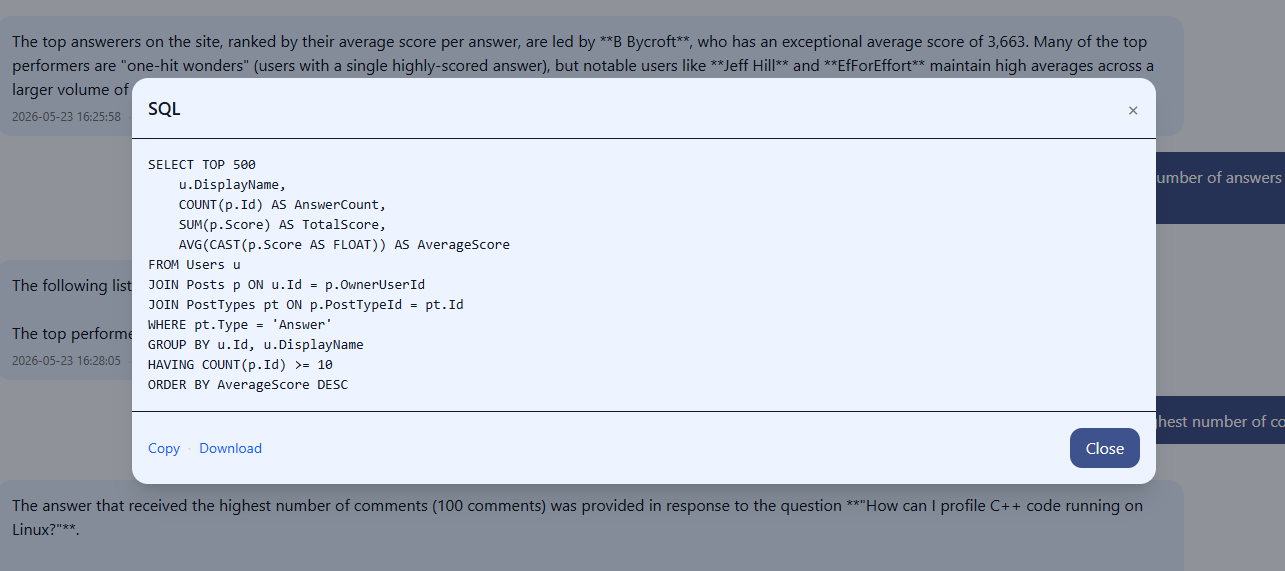 The top answerers on the site, ranked by their average score per answer, are led by **B Bycroft**, who has an exceptional average score of 3,663. Many of the top
performers are "one-hit wonders" (users with a single highly-scored answer), but notable users like **Jeff Hill** and **EfForEffort** maintain high averages across a
larger volume of
2026-05-23 16:25:58
SQL
×
SELECT TOP 500
    u.DisplayName,
    COUNT(p.Id) AS AnswerCount,
    SUM(p.Score) AS TotalScore,
    AVG(CAST(p.Score AS FLOAT)) AS AverageScore
FROM Users u
JOIN Posts p ON u.Id = p.OwnerUserId
JOIN PostTypes pt ON p.PostTypeId = pt.Id
WHERE pt.Type = 'Answer'
GROUP BY u.Id, u.DisplayName
HAVING COUNT(p.Id) >= 10
ORDER BY AverageScore DESC
Copy · Download
Close
umber of answers
The following list
The top performe
2026-05-23 16:28:05
hest number of co
The answer that received the highest number of comments (100 comments) was provided in response to the question **"How can I profile C++ code running on
Linux?"**.